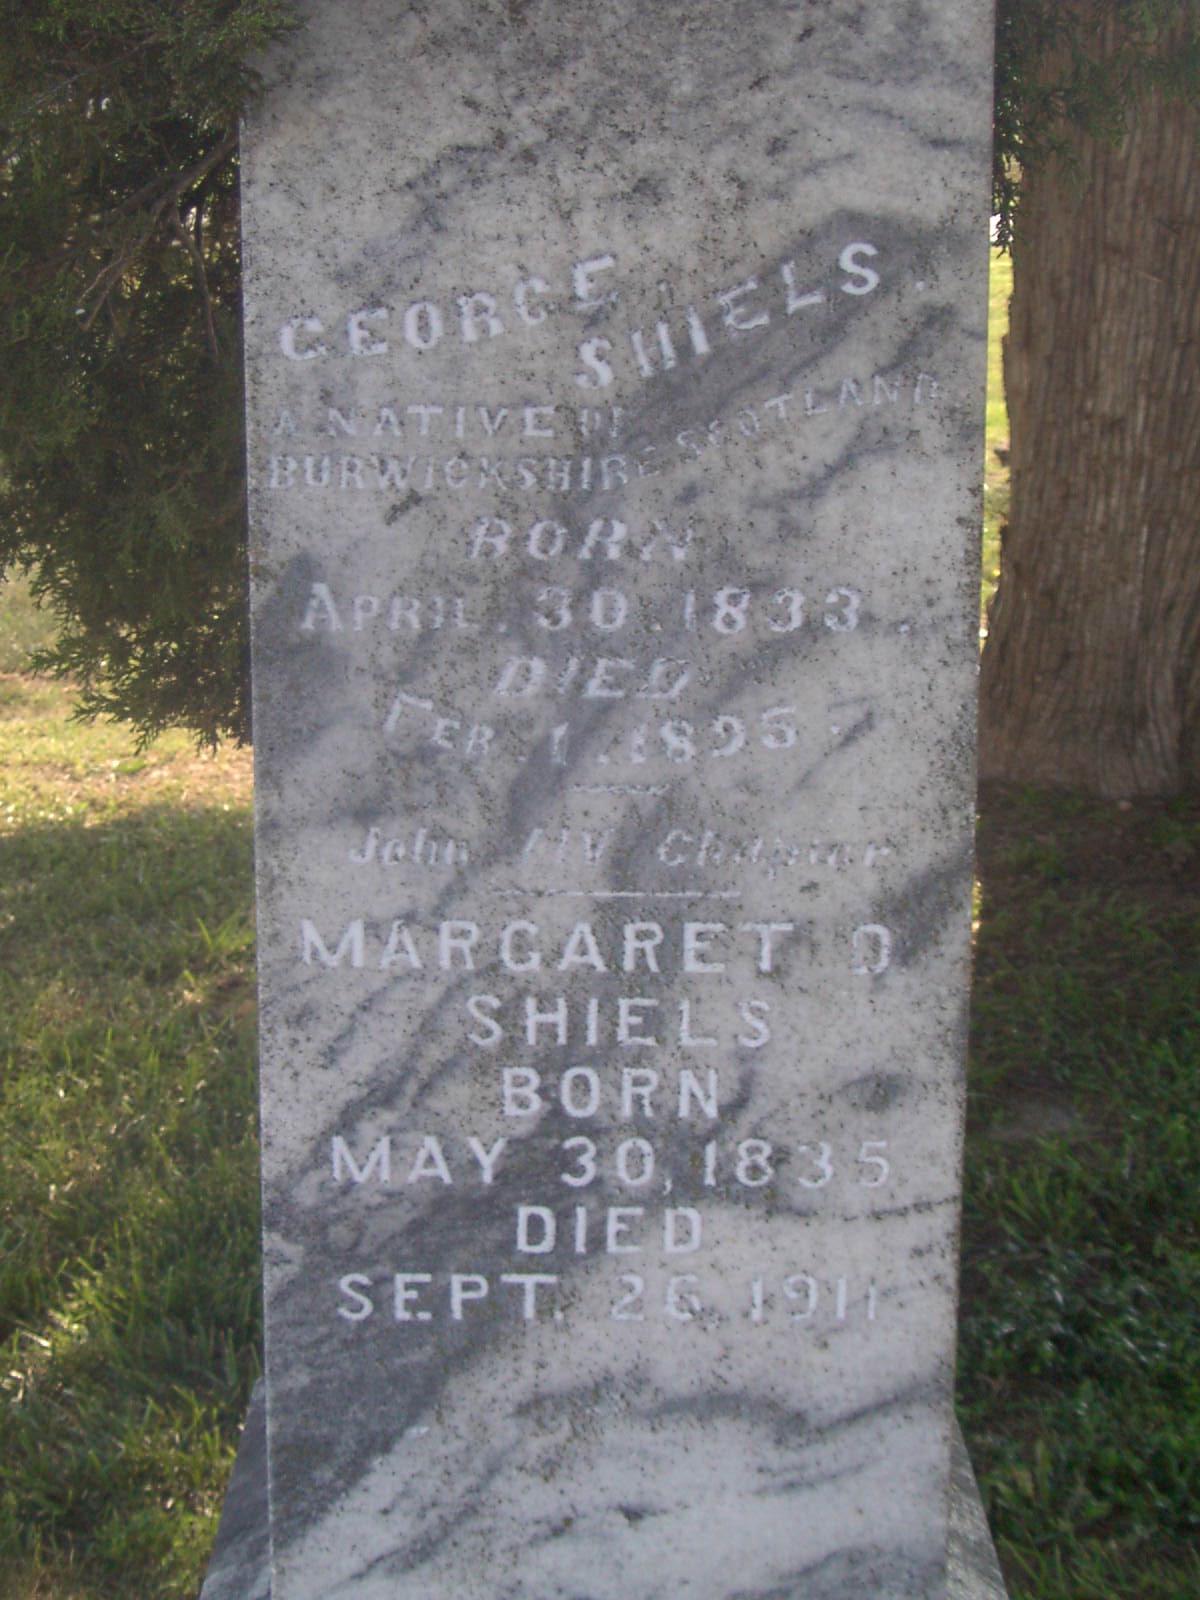 GEORGE SHIELS.
A NATIVE OF
BURWICKSHIRE SCOTLAND
BORN
APRIL. 30. 1833.
DIED
FEB. 1. 1895.
John XIV Chapter
MARGARET D.
SHIELS
BORN
MAY 30, 1835
DIED
SEPT. 26 1911